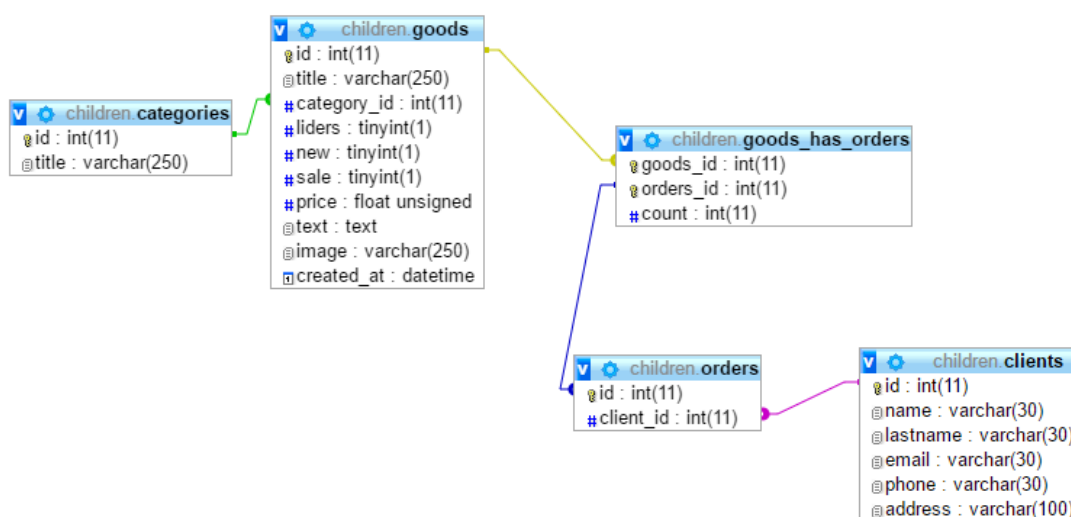 children.goods
id : int(11)
title : varchar(250)
category_id : int(11)
liders : tinyint(1)
new : tinyint(1)
sale : tinyint(1)
price : float unsigned
text : text
image : varchar(250)
created_at : datetime
children.categories
id : int(11)
title : varchar(250)
children.goods_has_orders
goods_id : int(11)
orders_id : int(11)
count : int(11)
children.orders
id : int(11)
client_id : int(11)
children.clients
id : int(11)
name : varchar(30)
lastname : varchar(30)
email : varchar(30)
phone : varchar(30)
address : varchar(100)